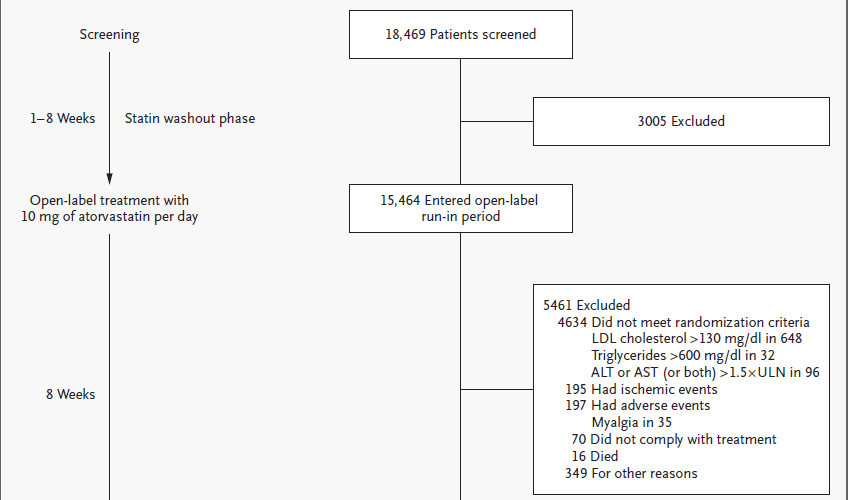 Screening
18,469 Patients screened
1–8 Weeks
Statin washout phase
3005 Excluded
Open-label treatment with
10 mg of atorvastatin per day
15,464 Entered open-label
run-in period
8 Weeks
5461 Excluded
4634 Did not meet randomization criteria
LDL cholesterol >130 mg/dl in 648
Triglycerides >600 mg/dl in 32
ALT or AST (or both) >1.5×ULN in 96
195 Had ischemic events
197 Had adverse events
Myalgia in 35
70 Did not comply with treatment
16 Died
349 For other reasons